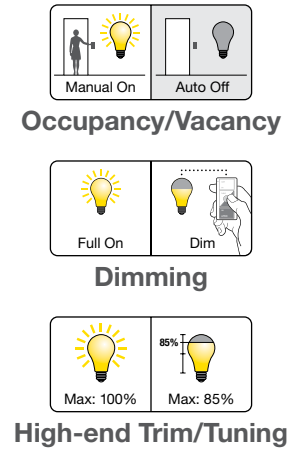 Manual On
Auto Off
Occupancy/Vacancy
Full On
Dim
Dimming
85%
Max: 100%
Max: 85%
High-end Trim/Tuning